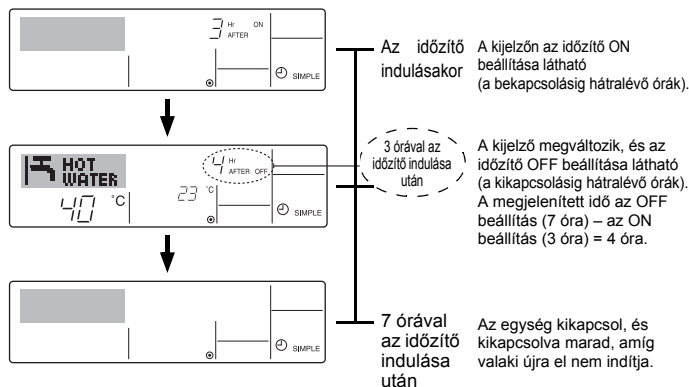 3 Hr ON
AFTER
SIMPLE
Az időzítő
indulásakor
A kijelzőn az időzítő ON
beállítása látható
(a bekapcsolásig hátralévő órák).
HOT
WATER
40 °C
23 °C
4 Hr
AFTER OFF
SIMPLE
3 órával az
időzítő indulása
után
A kijelző megváltozik, és az
időzítő OFF beállítása látható
(a kikapcsolásig hátralévő órák).
A megjelenített idő az OFF
beállítás (7 óra) – az ON
beállítás (3 óra) = 4 óra.
SIMPLE
7 órával
az időzítő
indulása
után
Az egység kikapcsol, és
kikapcsolva marad, amíg
valaki újra el nem indítja.